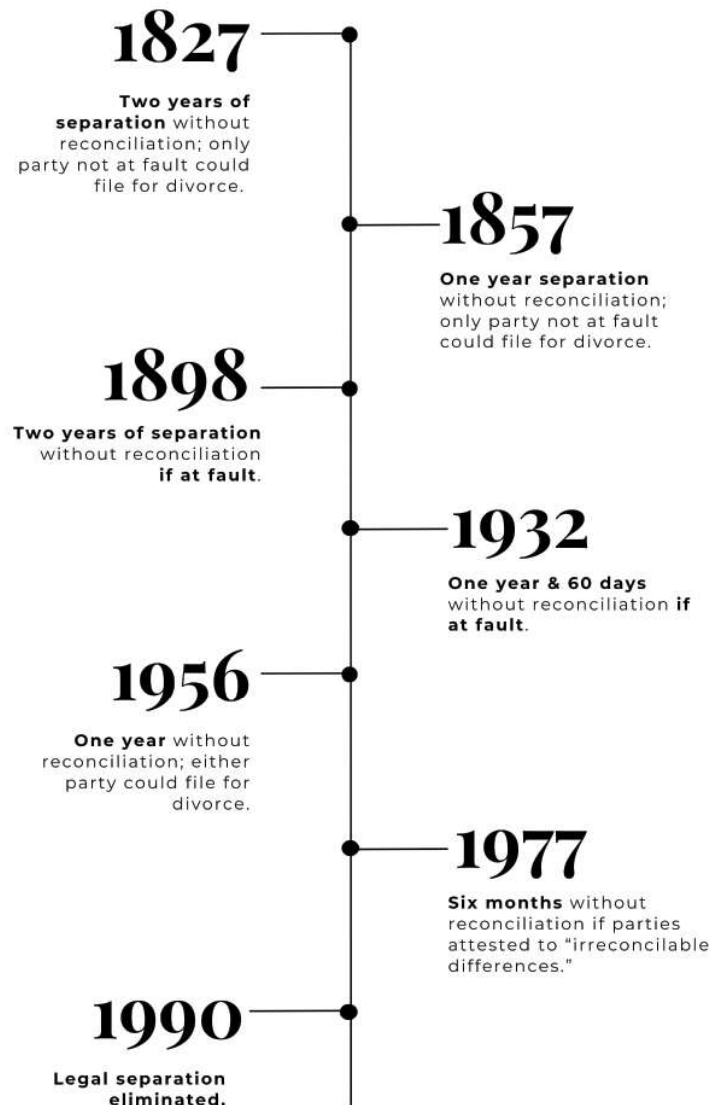 1827
Two years of
separation without
reconciliation; only
party not at fault could
file for divorce.
1857
One year separation
without reconciliation;
only party not at fault
could file for divorce.
1898
Two years of separation
without reconciliation
if at fault.
1932
One year & 60 days
without reconciliation if
at fault.
1956
One year without
reconciliation; either
party could file for
divorce.
1977
Six months without
reconciliation if parties
attested to “irreconcilable
differences.”
1990
Legal separation
eliminated.